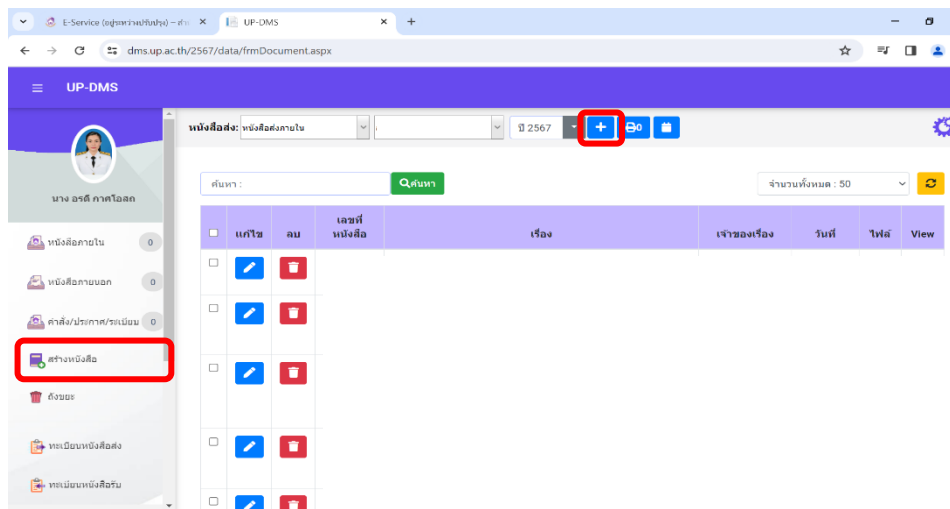 E-Service (อยู่ระหว่างปรับปรุง) – สำ
UP-DMS
dms.up.ac.th/2567/data/frmDocument.aspx
UP-DMS
หนังสือส่ง: หนังสือส่งภายใน
ปี 2567
0
นาง อรดี กาศโอสถ
ค้นหา :
ค้นหา
จำนวนทั้งหมด : 50
แก้ไข ลบ เลขที่หนังสือ เรื่อง เจ้าของเรื่อง วันที่ ไฟล์ View
หนังสือภายใน 0
หนังสือภายนอก 0
คำสั่ง/ประกาศ/ระเบียบ 0
สร้างหนังสือ
ถังขยะ
ทะเบียนหนังสือส่ง
ทะเบียนหนังสือรับ